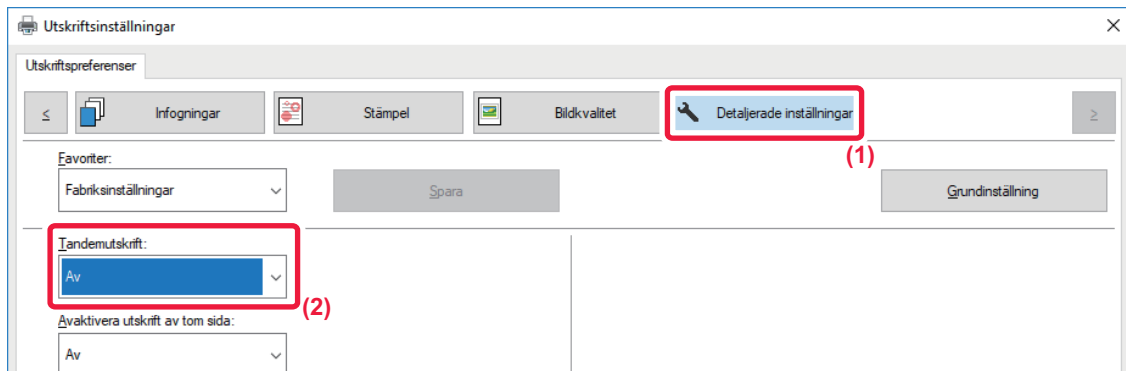 Utskriftsinställningar
Utskriftspreferenser
< Infogningar Stämpel Bildkvalitet Detaljerade inställningar >
(1)
Favoriter:
Fabriksinställningar Spara Grundinställning
Tandemutskrift:
Av
(2)
Avaktivera utskrift av tom sida:
Av